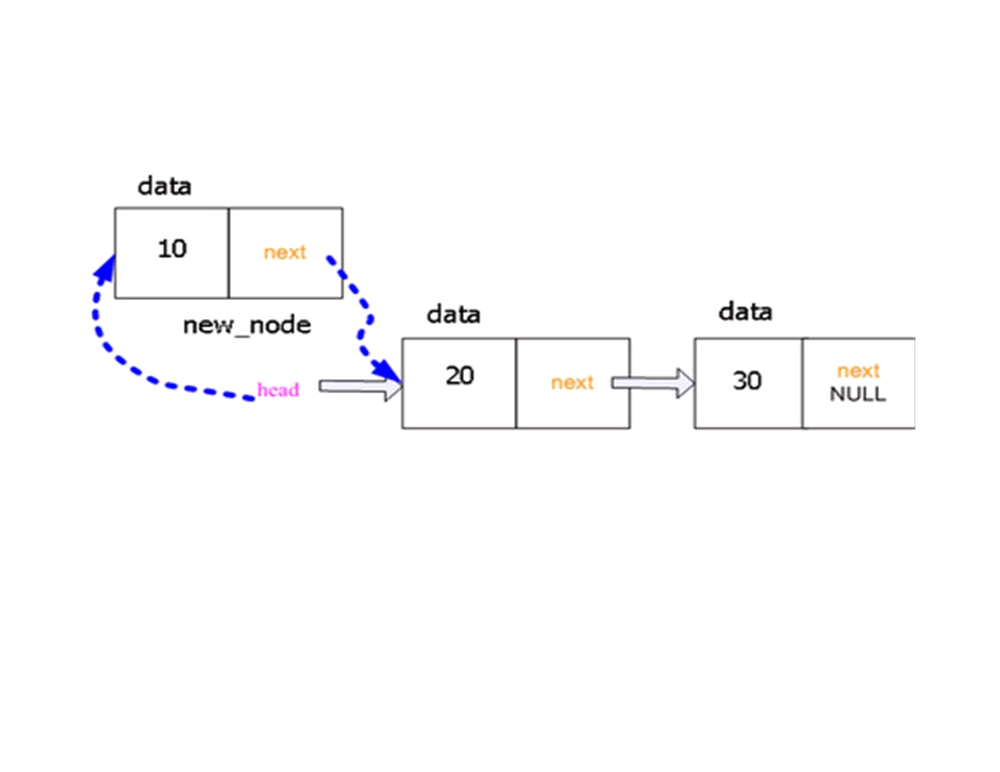 data
10 next
new_node
head
data
20 next
data
30 next
NULL